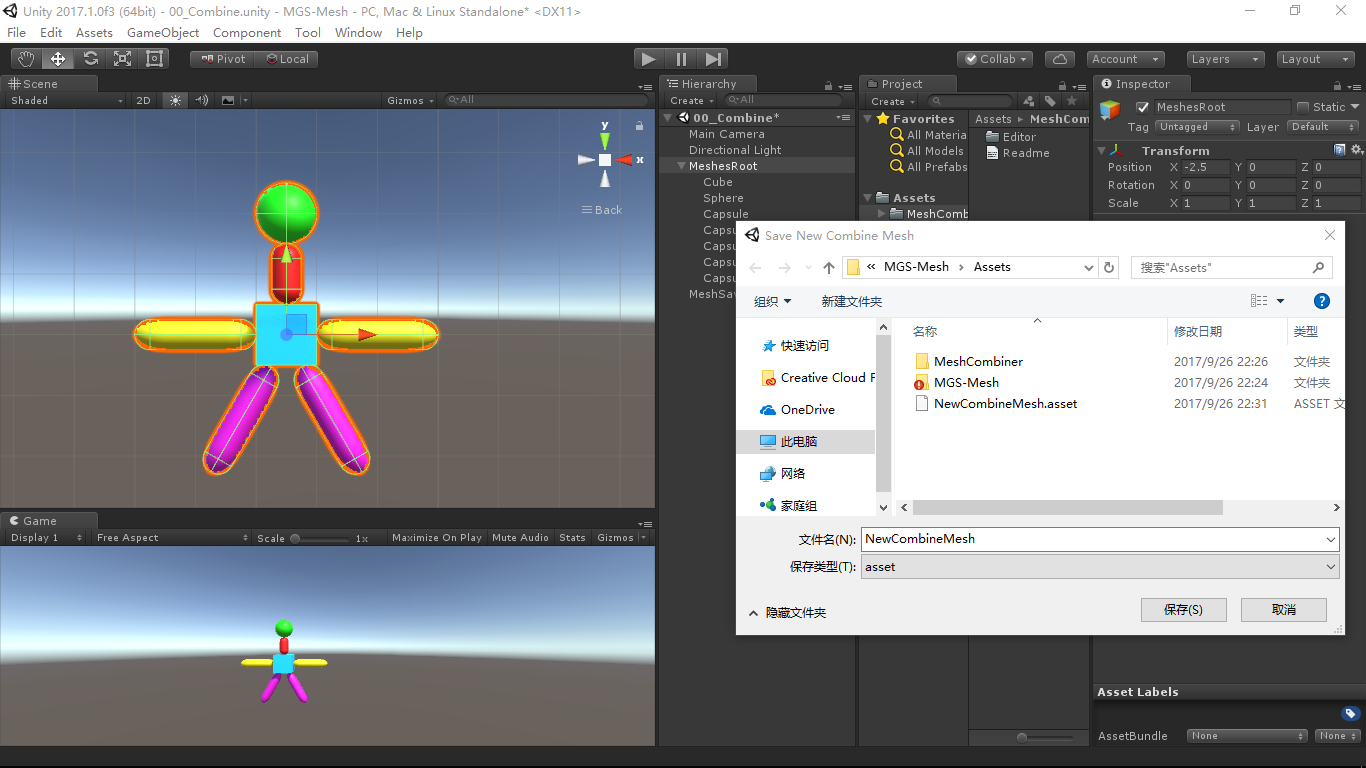 Unity 2017.1.0f3 (64bit) - 00_Combine.unity - MGS-Mesh - PC, Mac & Linux Standalone* <DX11>
File Edit Assets GameObject Component Tool Window Help
Pivot Local Collab Account Layers Layout
Scene
Shaded 2D Gizmos All
y
x
Back
Game
Display 1 Free Aspect Scale 1x Maximize On Play Mute Audio Stats Gizmos
Hierarchy
Create All
00_Combine*
Main Camera
Directional Light
MeshesRoot
Cube
Sphere
Capsule
Capsu
Capsu
Capsu
Capsu
MeshSav
Project
Create
Favorites
All Materia
All Models
All Prefabs
Assets
MeshComb
Assets MeshCom
Editor
Readme
Inspector
MeshesRoot Static
Tag Untagged Layer Default
Transform
Position X -2.5 Y 0 Z 0
Rotation X 0 Y 0 Z 0
Scale X 1 Y 1 Z 1
Save New Combine Mesh
« MGS-Mesh › Assets 搜索"Assets"
组织 新建文件夹
快速访问
Creative Cloud F
OneDrive
此电脑
网络
家庭组
名称 修改日期 类型
MeshCombiner 2017/9/26 22:26 文件夹
MGS-Mesh 2017/9/26 22:24 文件夹
NewCombineMesh.asset 2017/9/26 22:31 ASSET 文
文件名(N): NewCombineMesh
保存类型(T): asset
隐藏文件夹 保存(S) 取消
Asset Labels
AssetBundle None None